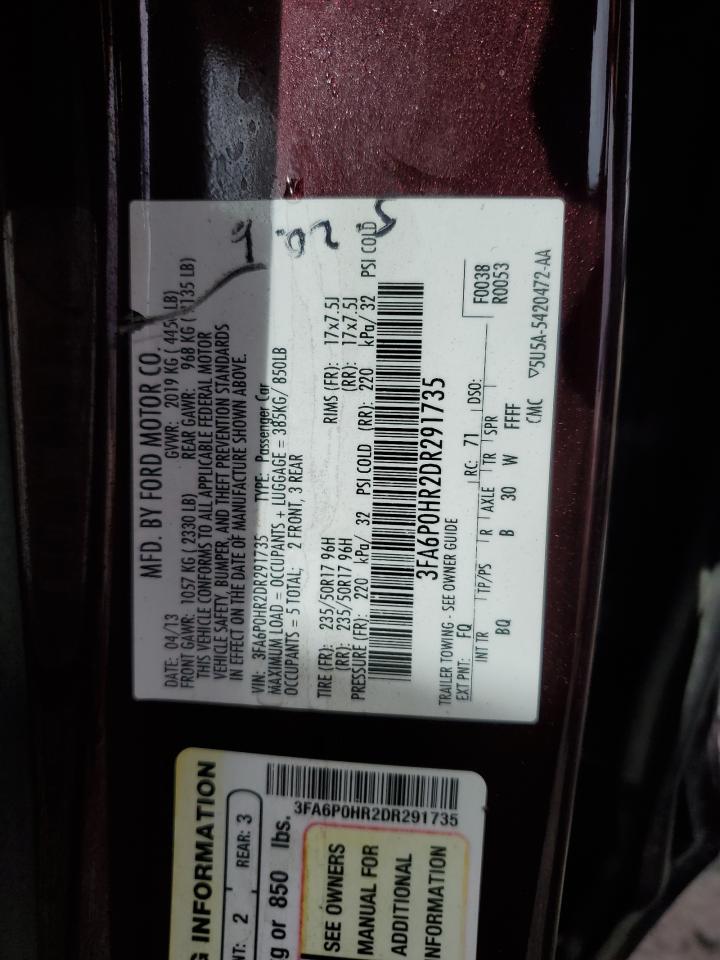 MFD. BY FORD MOTOR CO.
DATE: 04/13 GVWR: 2019 KG ( 4450 LB)
FRONT GAWR: 1057 KG ( 2330 LB) REAR GAWR: 968 KG ( 2135 LB)
THIS VEHICLE CONFORMS TO ALL APPLICABLE FEDERAL MOTOR
VEHICLE SAFETY, BUMPER, AND THEFT PREVENTION STANDARDS
IN EFFECT ON THE DATE OF MANUFACTURE SHOWN ABOVE.
VIN: 3FA6P0HR2DR291735 TYPE: Passenger Car
MAXIMUM LOAD = OCCUPANTS + LUGGAGE = 385KG/ 850LB
OCCUPANTS = 5 TOTAL; 2 FRONT, 3 REAR
TIRE (FR): 235/50R17 96H RIMS (FR): 17x7.5J
(RR): 235/50R17 96H (RR): 17x7.5J
PRESSURE (FR): 220 kPa/ 32 PSI COLD (RR): 220 kPa/ 32 PSI COLD
3FA6P0HR2DR291735
TRAILER TOWING - SEE OWNER GUIDE
F0038
R0053
EXT PNT: FQ RC: 71 DSO:
INT TR TP/PS R AXLE TR SPR
BQ B 30 W FFFF
CMC ▽5U5A-5420472-AA
G INFORMATION
NT: 2 REAR: 3
kg or 850 lbs.
3FA6P0HR2DR291735
SEE OWNERS
MANUAL FOR
ADDITIONAL
INFORMATION